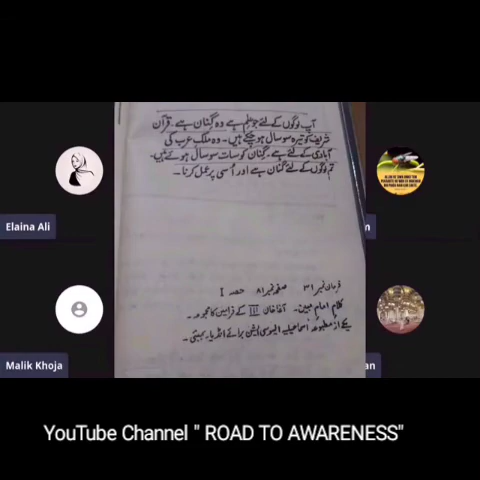 آپ لوگوں کے لئے جو علم ہے وہ گنان ہے۔ قرآن
شریف کو تیرہ سو سال ہو چکے ہیں۔ وہ ملک عرب کی
آبادی کے لئے ہے۔ گنان کو سات سو سال ہوئے ہیں۔
تم لوگوں کے لئے گنان ہے اور اُسی پر عمل کرنا۔
Elaina Ali
فرمان نمبر ۳۱ صفحہ نمبر ۸۱ حصہ I
کلام امام مبین۔ آغا خان III کے فرامین کا مجموعہ۔
یکے از مطبوعہ اسماعیلیہ ایسوسی ایشن برائے انڈیا۔ بمبئی۔
Malik Khoja
YouTube Channel " ROAD TO AWARENESS"